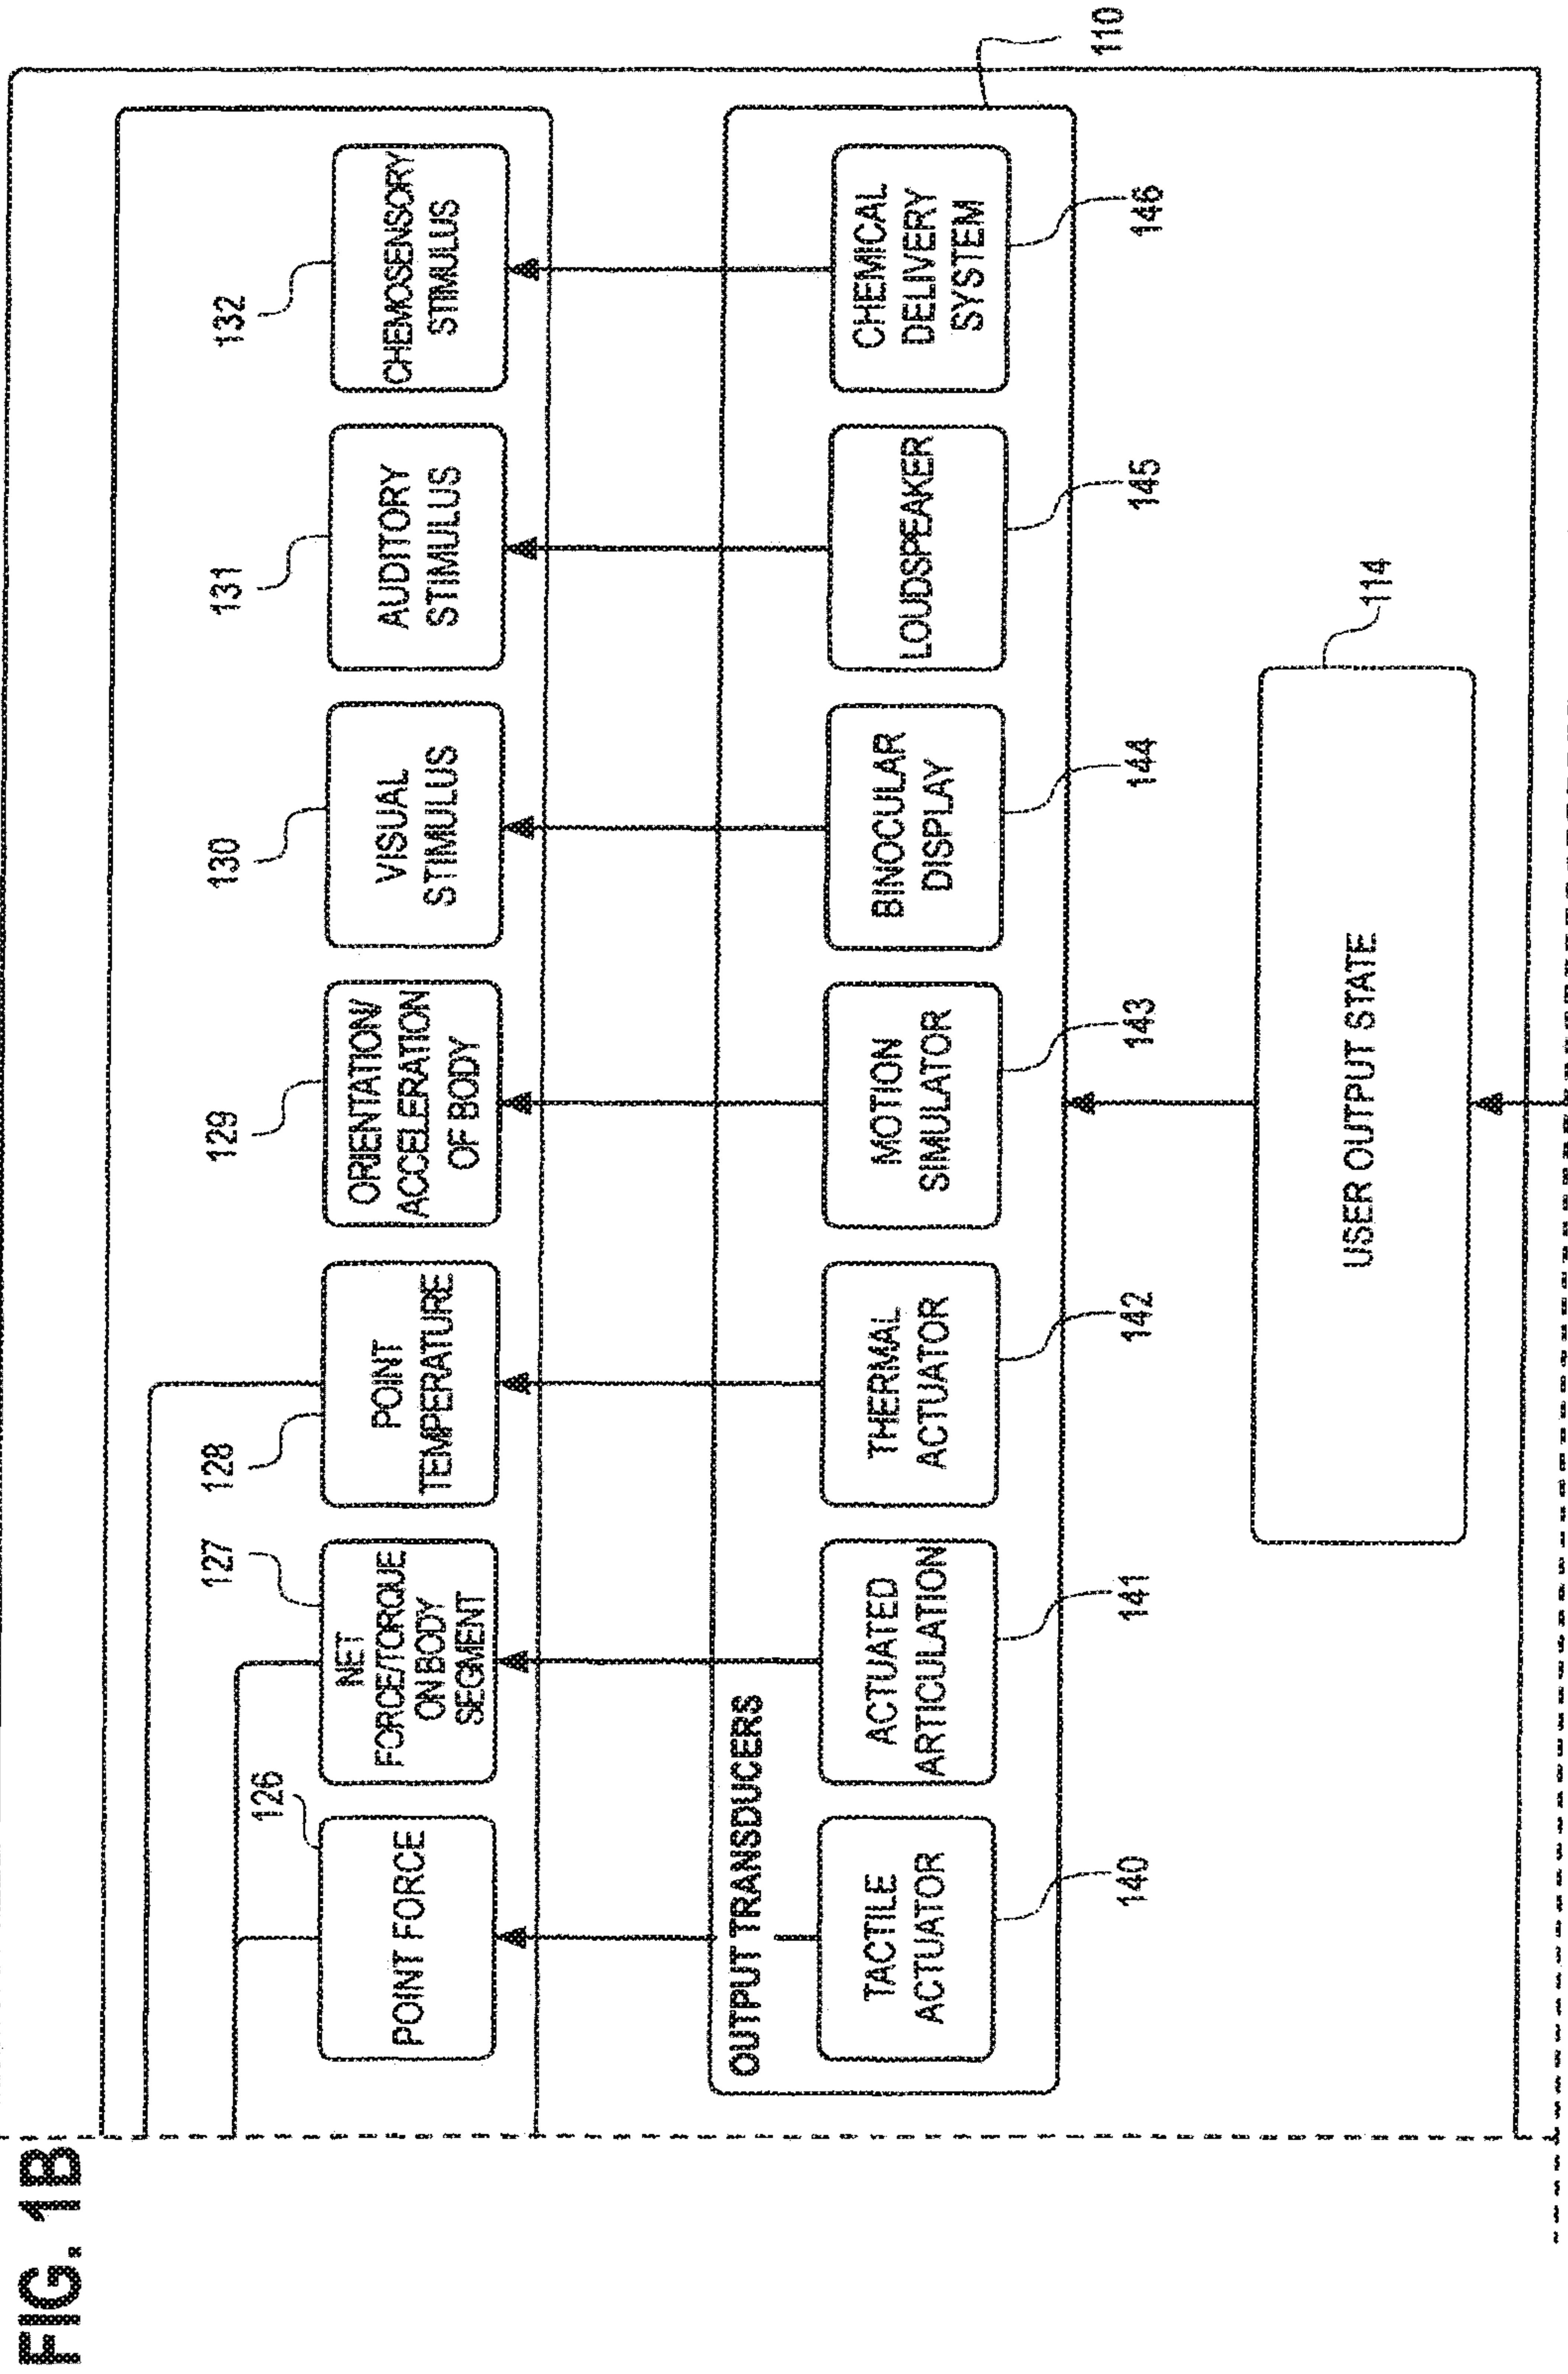 FIG. 1B
126
127
128
129
130
131
132
POINT FORCE
NET
FORCE/TORQUE
ON BODY
SEGMENT
POINT
TEMPERATURE
ORIENTATION/
ACCELERATION
OF BODY
VISUAL
STIMULUS
AUDITORY
STIMULUS
CHEMOSENSORY
STIMULUS
OUTPUT TRANSDUCERS
110
TACTILE
ACTUATOR
ACTUATED
ARTICULATION
THERMAL
ACTUATOR
MOTION
SIMULATOR
BINOCULAR
DISPLAY
LOUDSPEAKER
CHEMICAL
DELIVERY
SYSTEM
140
141
142
143
144
145
146
114
USER OUTPUT STATE